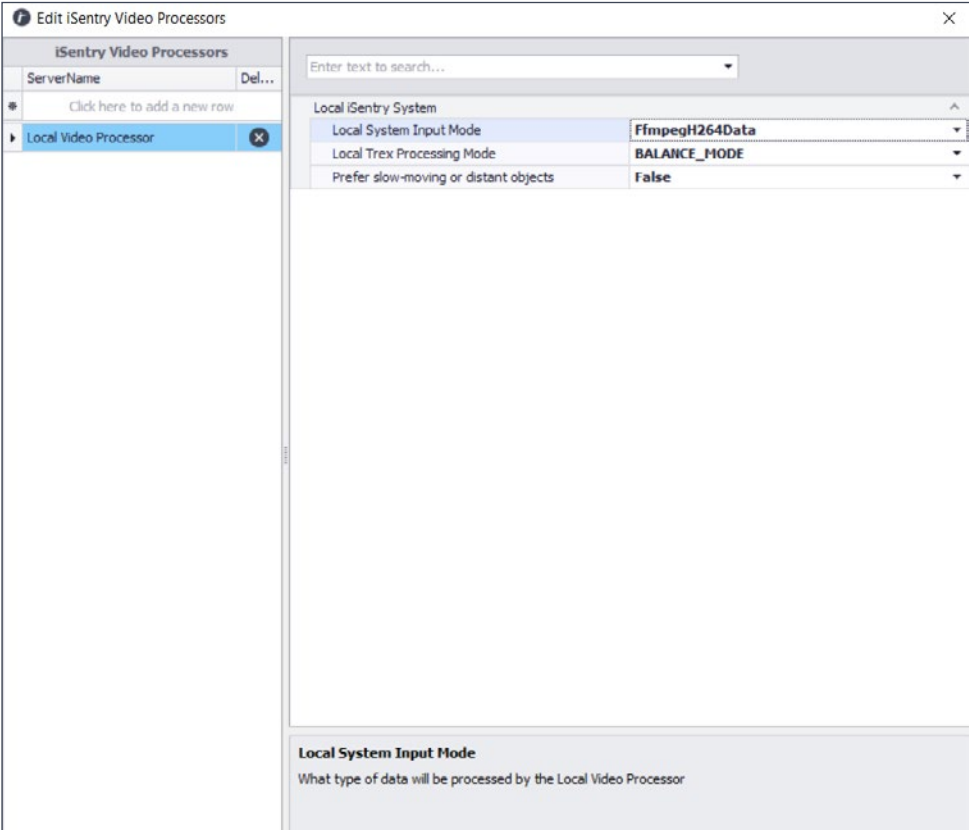 Edit iSentry Video Processors
iSentry Video Processors
ServerName Del...
Click here to add a new row
Local Video Processor
Enter text to search...
Local iSentry System
Local System Input Mode FfmpegH264Data
Local Trex Processing Mode BALANCE_MODE
Prefer slow-moving or distant objects False
Local System Input Mode
What type of data will be processed by the Local Video Processor